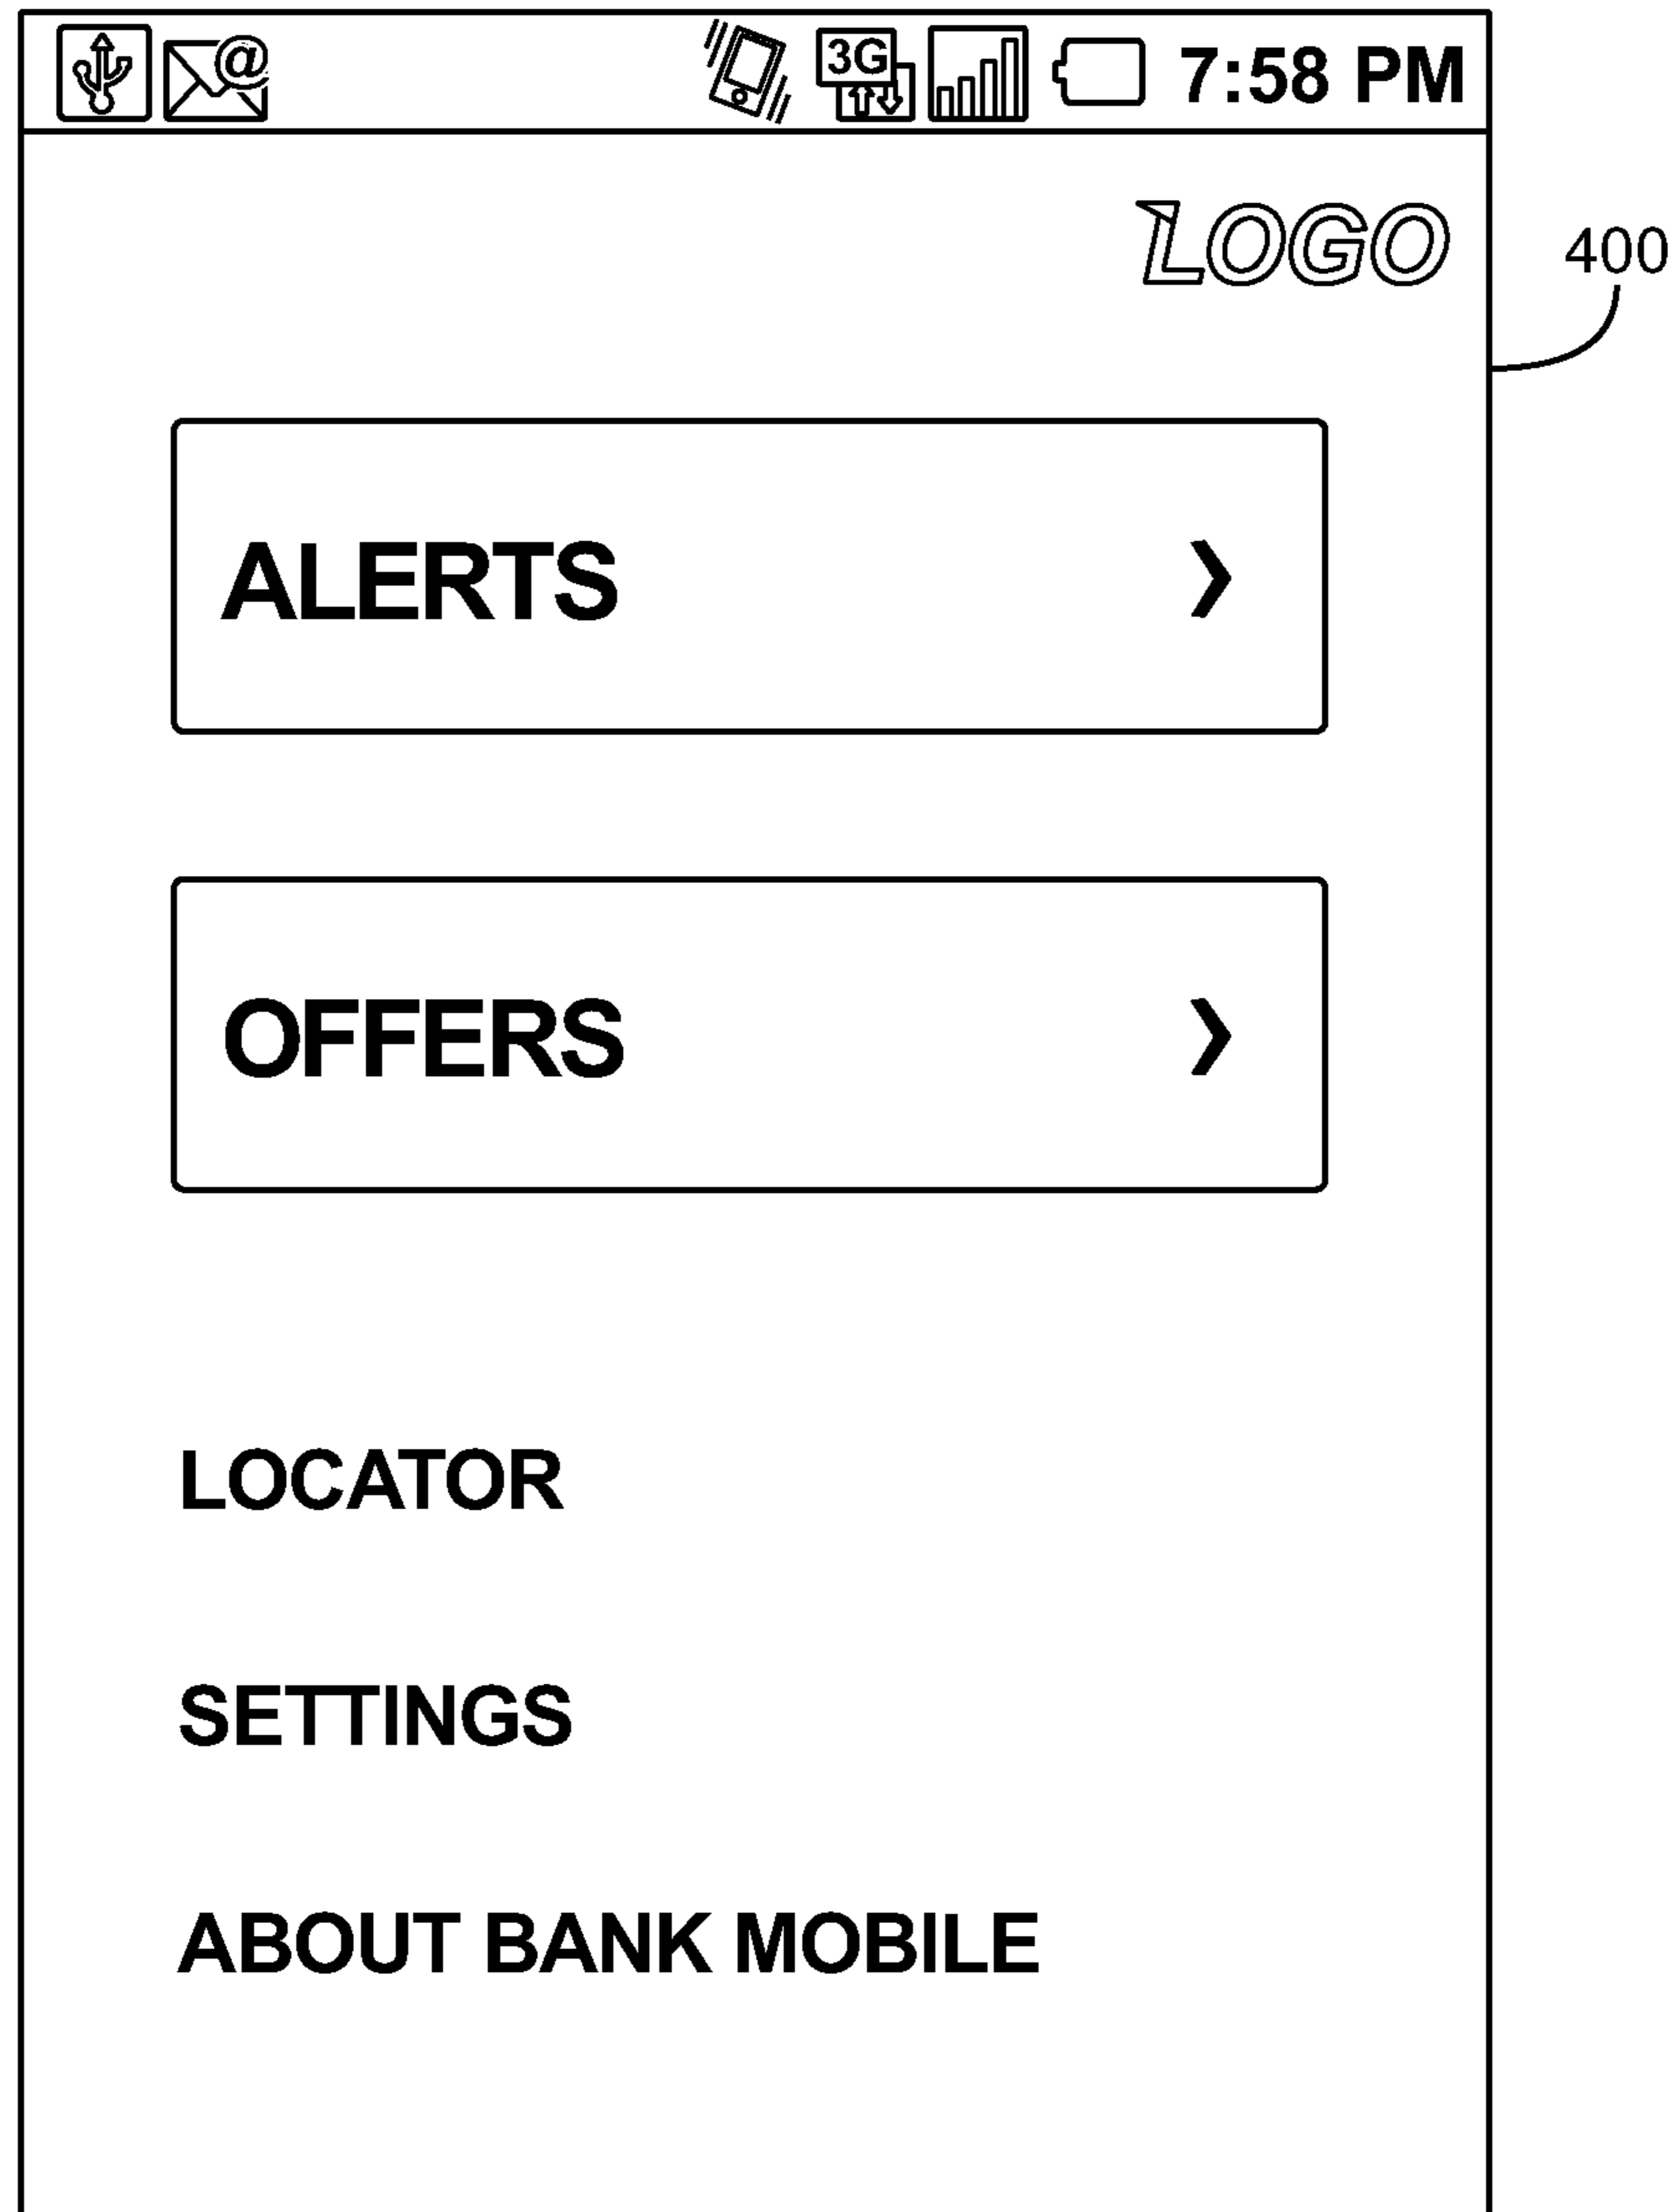 @ 3G 7:58 PM
LOGO
400
ALERTS
OFFERS
LOCATOR
SETTINGS
ABOUT BANK MOBILE